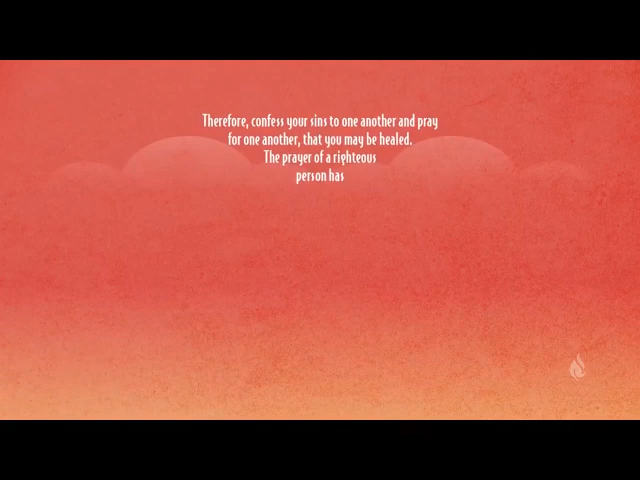 Therefore, confess your sins to one another and pray
for one another, that you may be healed.
The prayer of a righteous
person has